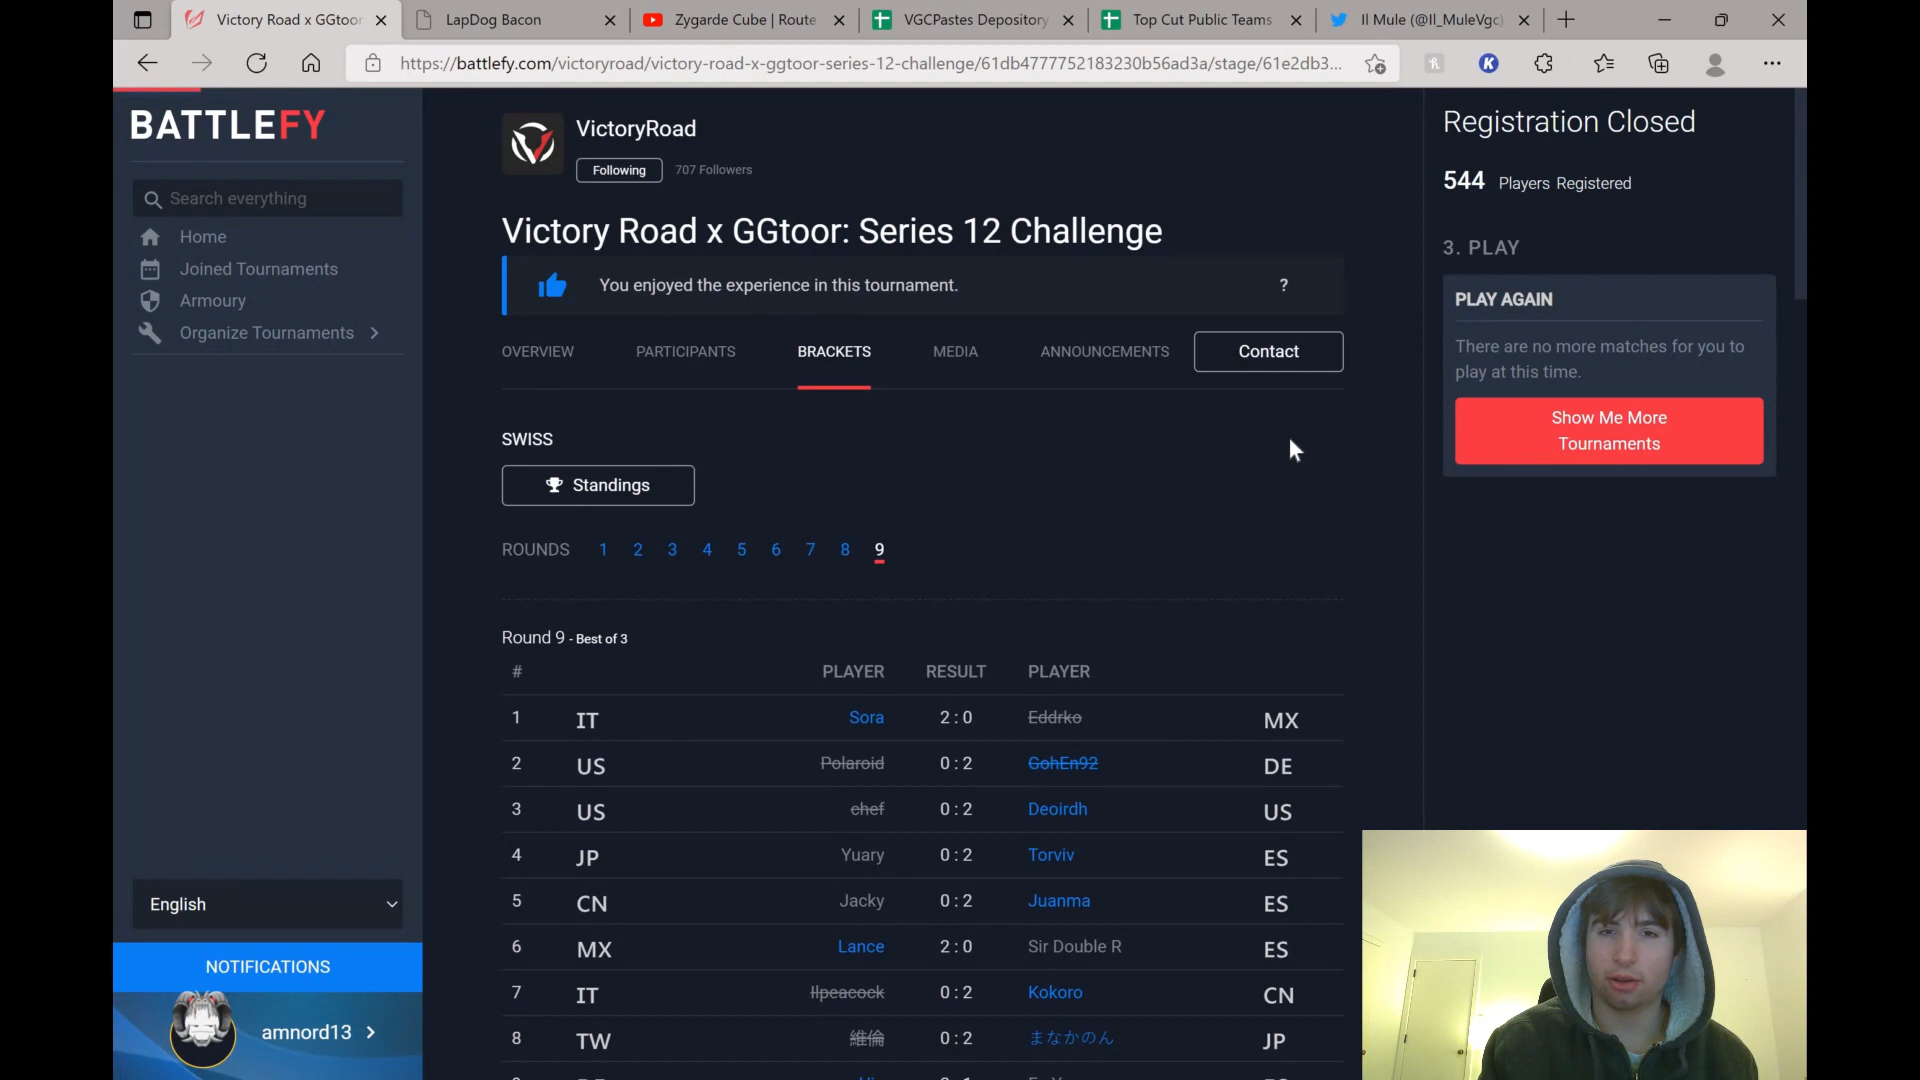 Victory Road x GGtoor
LapDog Bacon
Zygarde Cube | Route
VGCPastes Depository
Top Cut Public Teams
Il Mule (@Il_MuleVgc)
https://battlefy.com/victoryroad/victory-road-x-ggtoor-series-12-challenge/61db4777752183230b56ad3a/stage/61e2db3...
BATTLEFY
Search everything
Home
Joined Tournaments
Armoury
Organize Tournaments
English
NOTIFICATIONS
amnord13
VictoryRoad
Following 707 Followers
Victory Road x GGtoor: Series 12 Challenge
You enjoyed the experience in this tournament. ?
OVERVIEW PARTICIPANTS BRACKETS MEDIA ANNOUNCEMENTS Contact
SWISS
Standings
ROUNDS 1 2 3 4 5 6 7 8 9
Round 9 - Best of 3
# PLAYER RESULT PLAYER
1 IT Sora 2 : 0 Eddrko MX
2 US Polaroid 0 : 2 GohEn92 DE
3 US chef 0 : 2 Deoirdh US
4 JP Yuary 0 : 2 Torviv ES
5 CN Jacky 0 : 2 Juanma ES
6 MX Lance 2 : 0 Sir Double R ES
7 IT Ilpeacock 0 : 2 Kokoro CN
8 TW 維倫 0 : 2 まなかのん JP
Registration Closed
544 Players Registered
3. PLAY
PLAY AGAIN
There are no more matches for you to
play at this time.
Show Me More
Tournaments